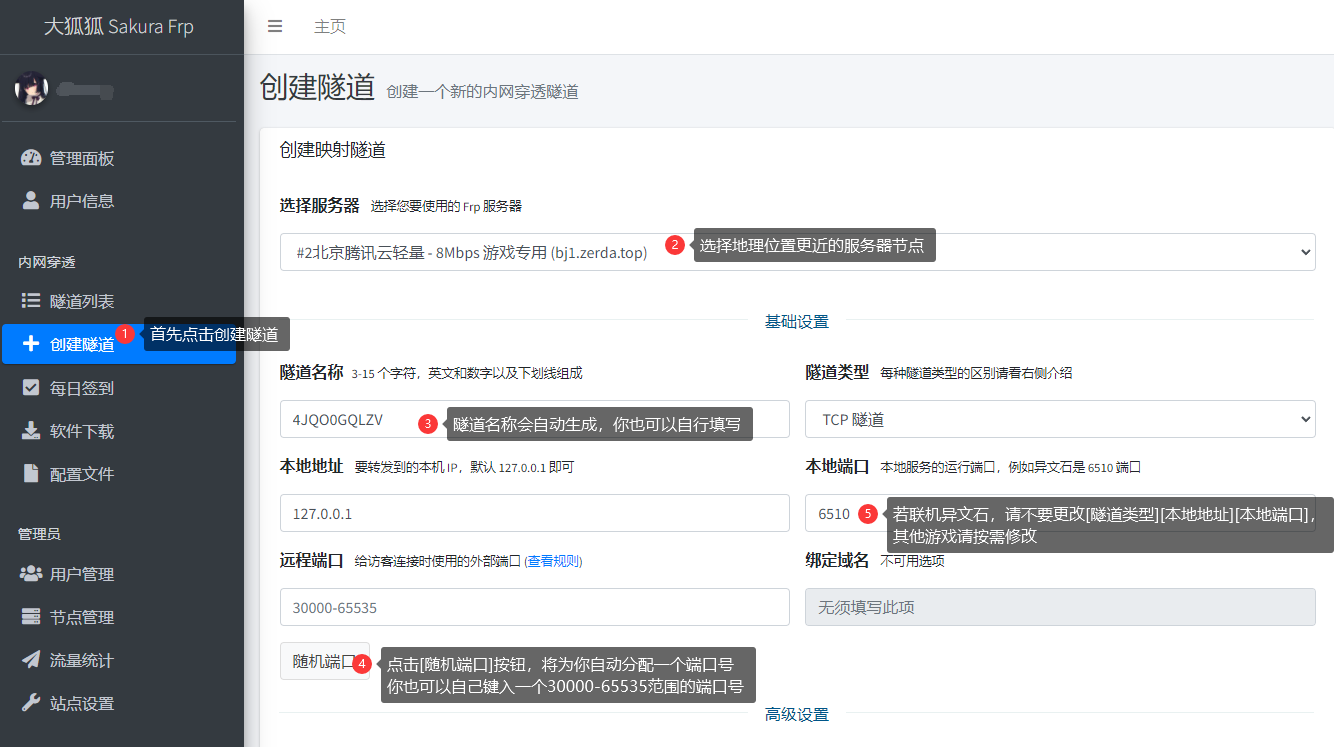 大狐狐 Sakura Frp
主页
管理面板
用户信息
内网穿透
隧道列表
创建隧道
1
首先点击创建隧道
每日签到
软件下载
配置文件
管理员
用户管理
节点管理
流量统计
站点设置
创建隧道 创建一个新的内网穿透隧道
创建映射隧道
选择服务器 选择您要使用的 Frp 服务器
#2北京腾讯云轻量 - 8Mbps 游戏专用 (bj1.zerda.top)
2
选择地理位置更近的服务器节点
基础设置
隧道名称 3-15 个字符，英文和数字以及下划线组成
隧道类型 每种隧道类型的区别请看右侧介绍
4JQO0GQLZV
3
隧道名称会自动生成，你也可以自行填写
TCP 隧道
本地地址 要转发到的本机 IP，默认 127.0.0.1 即可
本地端口 本地服务的运行端口，例如异文石是 6510 端口
127.0.0.1
6510
5
若联机异文石，请不要更改[隧道类型][本地地址][本地端口]，
其他游戏请按需修改
远程端口 给访客连接时使用的外部端口 (查看规则)
绑定域名 不可用选项
30000-65535
无须填写此项
随机端口
4
点击[随机端口]按钮，将为你自动分配一个端口号
你也可以自己键入一个30000-65535范围的端口号
高级设置